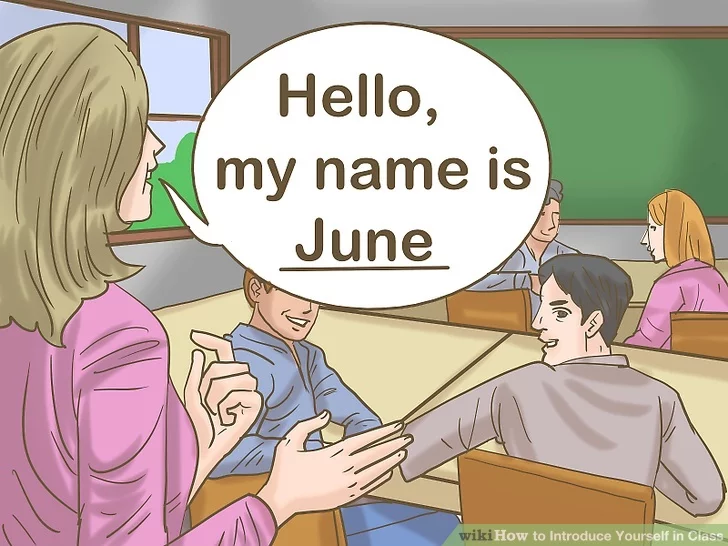 Hello,
my name is
June
wikiHow to Introduce Yourself in Class